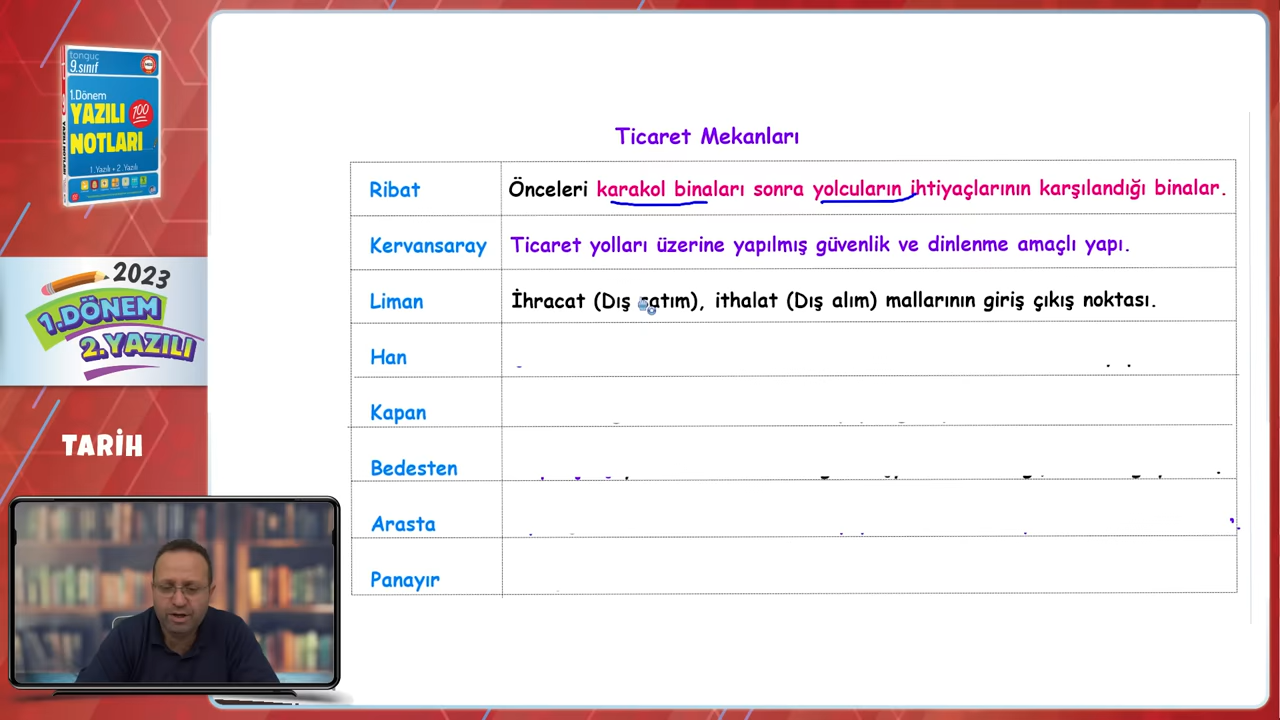 tonguç
9.sınıf
1.Dönem
YAZILI
100
NOTLARI
1.Yazılı • 2.Yazılı
YAZILI NOTLARI
2023
1.DÖNEM
2.YAZILI
TARİH
Ticaret Mekanları
Ribat Önceleri karakol binaları sonra yolcuların ihtiyaçlarının karşılandığı binalar.
Kervansaray Ticaret yolları üzerine yapılmış güvenlik ve dinlenme amaçlı yapı.
Liman İhracat (Dış satım), ithalat (Dış alım) mallarının giriş çıkış noktası.
Han
Kapan
Bedesten
Arasta
Panayır